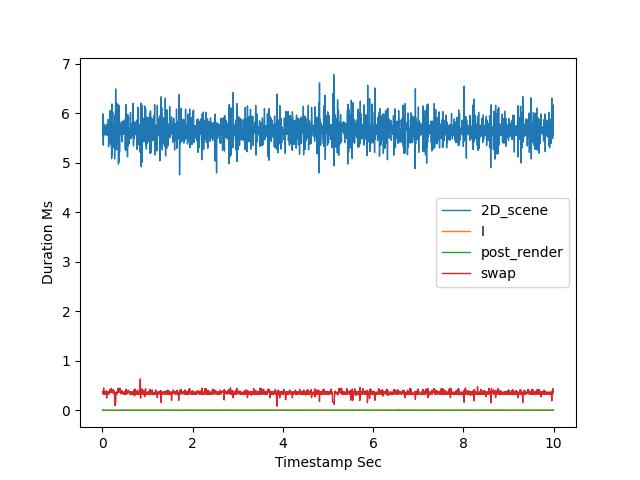 7
6
5
4
3
2
1
0
Duration Ms
2D_scene
I
post_render
swap
0 2 4 6 8 10
Timestamp Sec